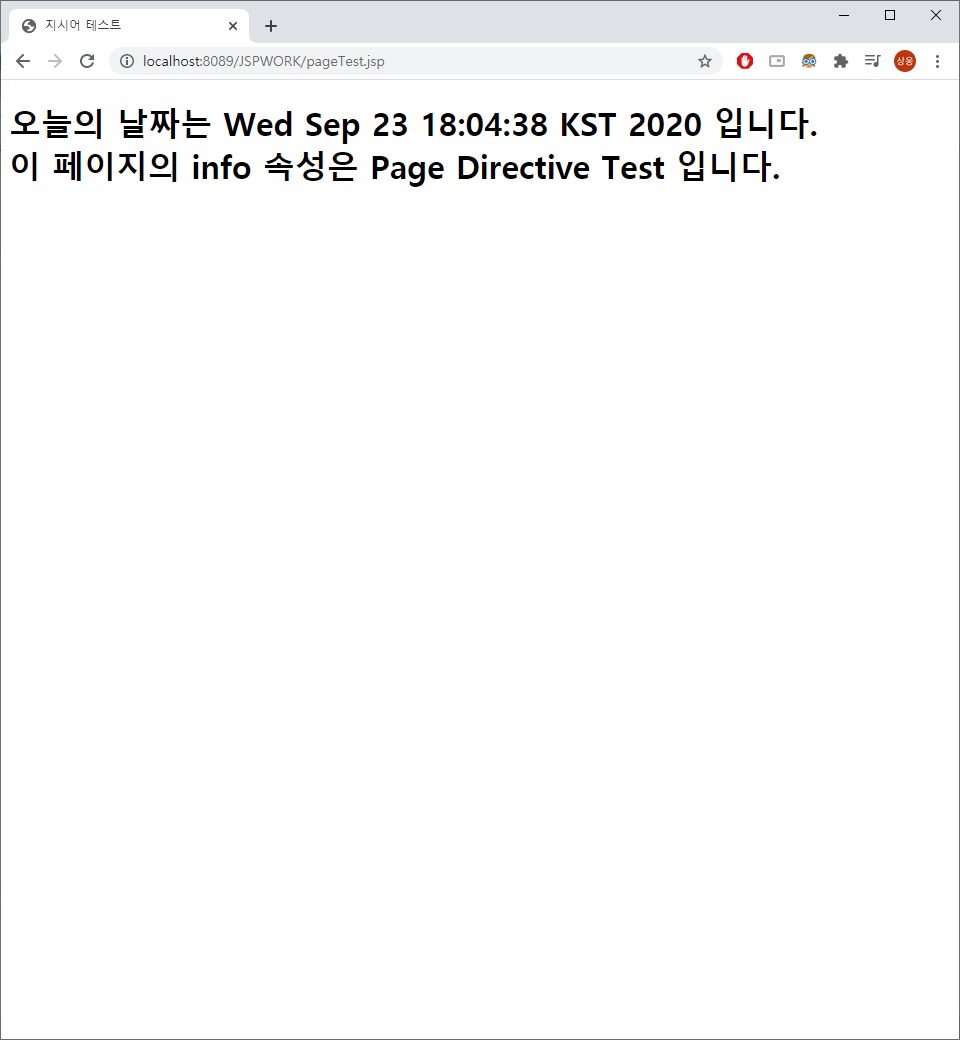 지시어 테스트
localhost:8089/JSPWORK/pageTest.jsp
상웅
오늘의 날짜는 Wed Sep 23 18:04:38 KST 2020 입니다.
이 페이지의 info 속성은 Page Directive Test 입니다.